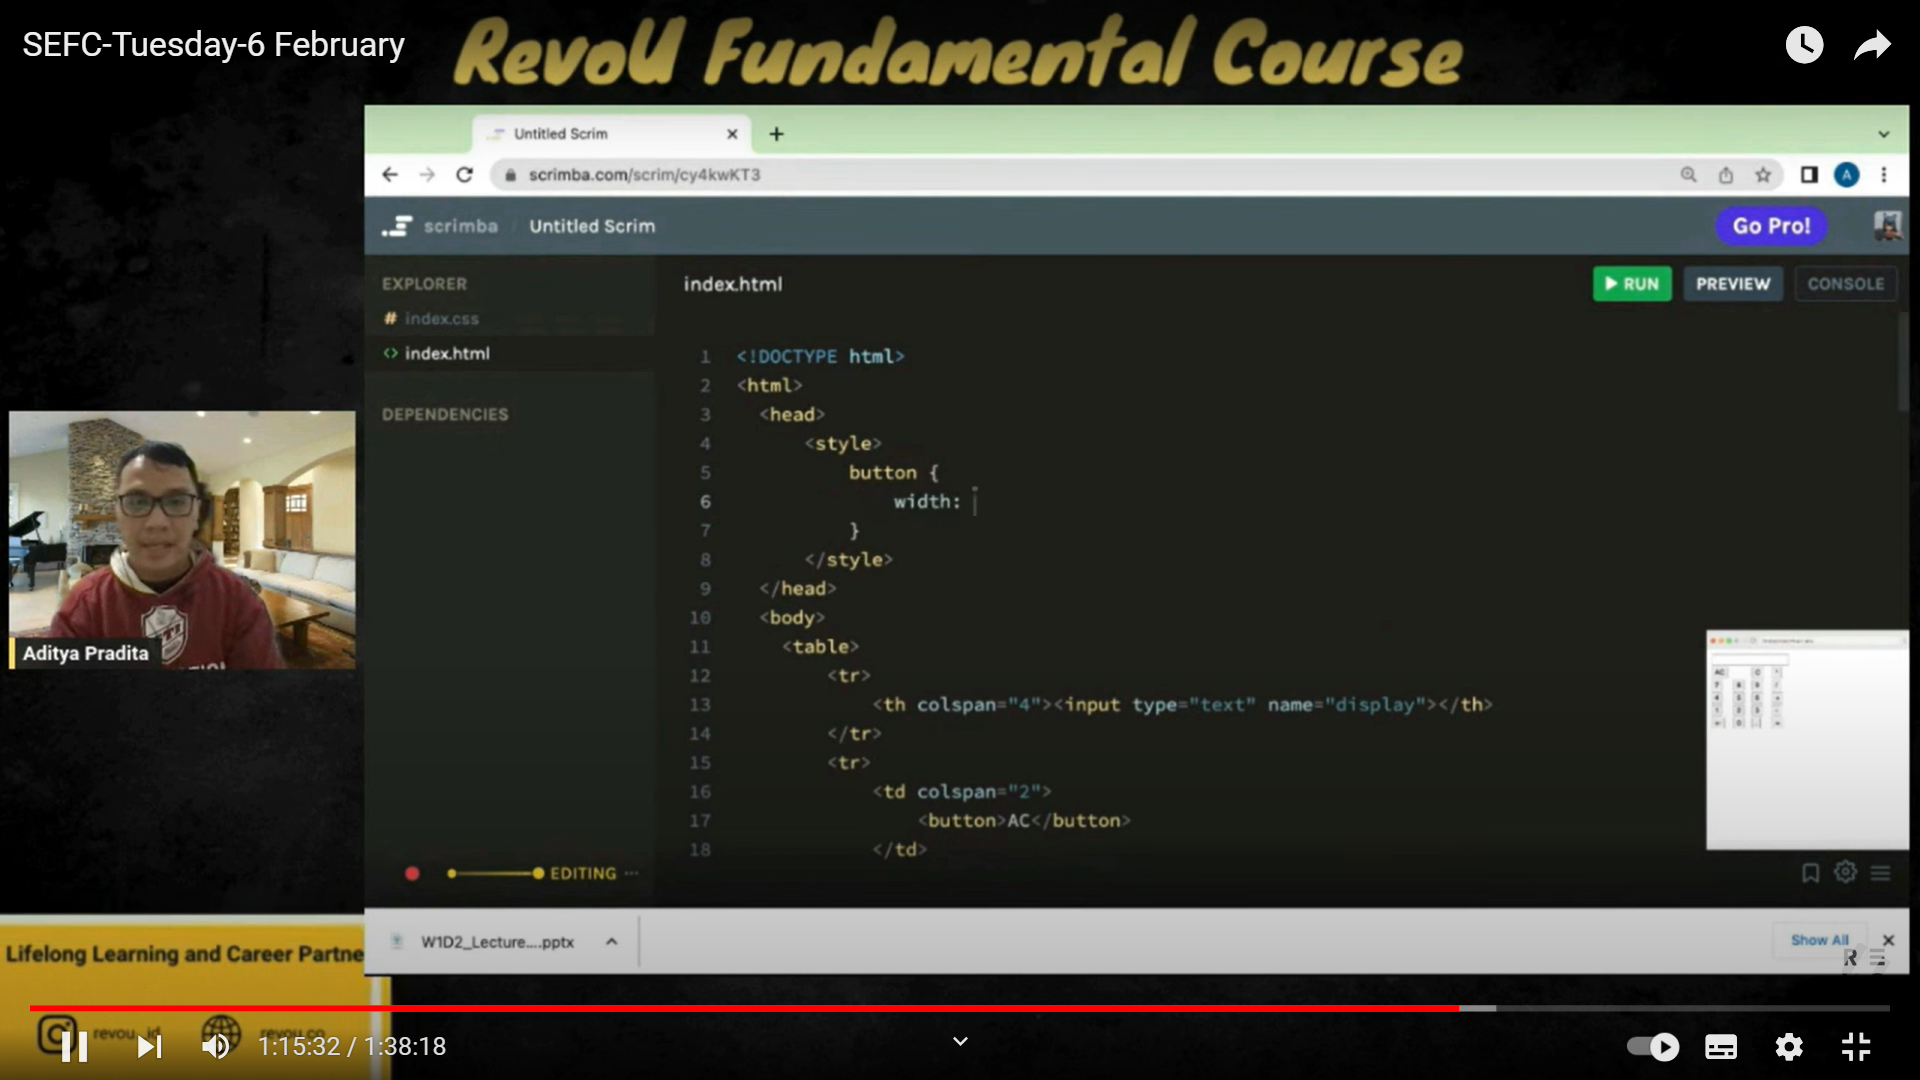 SEFC-Tuesday-6 February
RevoU Fundamental Course
Untitled Scrim
scrimba.com/scrim/cy4kwKT3
A
scrimba / Untitled Scrim
Go Pro!
EXPLORER
# index.css
<> index.html
DEPENDENCIES
index.html
RUN
PREVIEW
CONSOLE
1 <!DOCTYPE html>
2 <html>
3 <head>
4 <style>
5 button {
6 width:
7 }
8 </style>
9 </head>
10 <body>
11 <table>
12 <tr>
13 <th colspan="4"><input type="text" name="display"></th>
14 </tr>
15 <tr>
16 <td colspan="2">
17 <button>AC</button>
18 </td>
EDITING ...
Aditya Pradita
W1D2_Lecture....pptx
Show All
Lifelong Learning and Career Partne
revou_id
revou.co
1:15:32 / 1:38:18